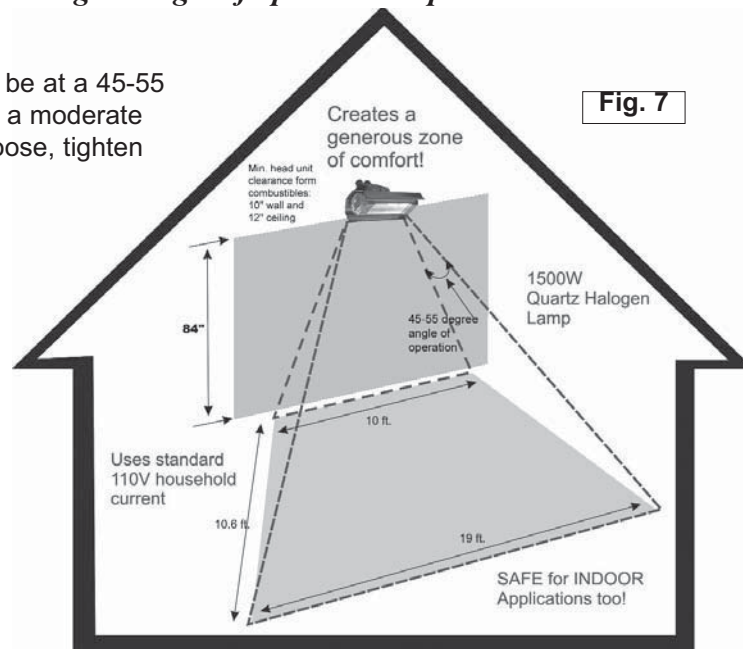 be at a 45-55
a moderate
oose, tighten
Fig. 7
Creates a
generous zone
of comfort!
Min. head unit
clearance form
combustibles:
10" wall and
12" ceiling
84"
1500W
Quartz Halogen
Lamp
45-55 degree
angle of
operation
10 ft.
Uses standard
110V household
current
10.6 ft.
19 ft.
SAFE for INDOOR
Applications too!